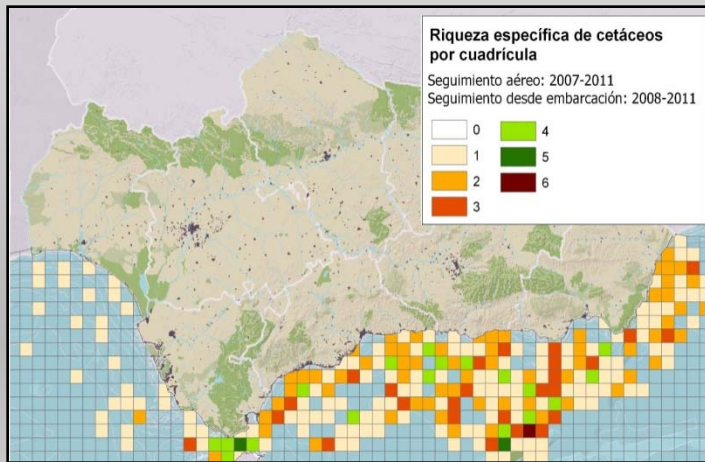 Riqueza específica de cetáceos
por cuadrícula
Seguimiento aéreo: 2007-2011
Seguimiento desde embarcación: 2008-2011
0 4
1 5
2 6
3